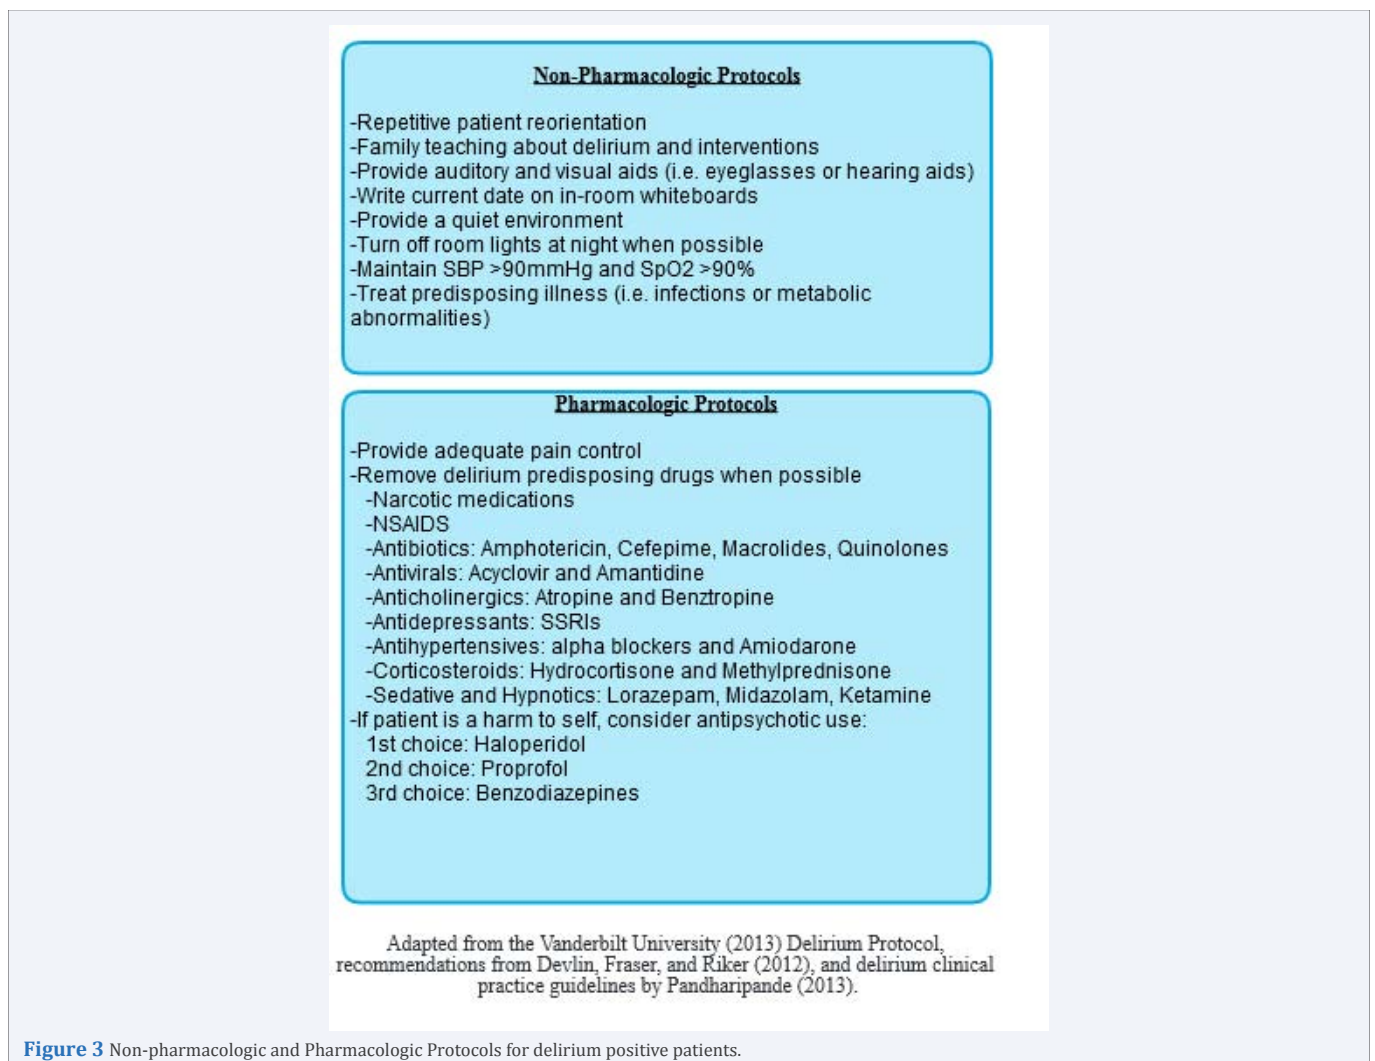 Non-Pharmacologic Protocols
-Repetitive patient reorientation
-Family teaching about delirium and interventions
-Provide auditory and visual aids (i.e. eyeglasses or hearing aids)
-Write current date on in-room whiteboards
-Provide a quiet environment
-Turn off room lights at night when possible
-Maintain SBP >90mmHg and SpO2 >90%
-Treat predisposing illness (i.e. infections or metabolic
abnormalities)
Pharmacologic Protocols
-Provide adequate pain control
-Remove delirium predisposing drugs when possible
-Narcotic medications
-NSAIDS
-Antibiotics: Amphotericin, Cefepime, Macrolides, Quinolones
-Antivirals: Acyclovir and Amantidine
-Anticholinergics: Atropine and Benztropine
-Antidepressants: SSRIs
-Antihypertensives: alpha blockers and Amiodarone
-Corticosteroids: Hydrocortisone and Methylprednisone
-Sedative and Hypnotics: Lorazepam, Midazolam, Ketamine
-If patient is a harm to self, consider antipsychotic use:
1st choice: Haloperidol
2nd choice: Proprofol
3rd choice: Benzodiazepines
Adapted from the Vanderbilt University (2013) Delirium Protocol,
recommendations from Devlin, Fraser, and Riker (2012), and delirium clinical
practice guidelines by Pandharipande (2013).
Figure 3 Non-pharmacologic and Pharmacologic Protocols for delirium positive patients.